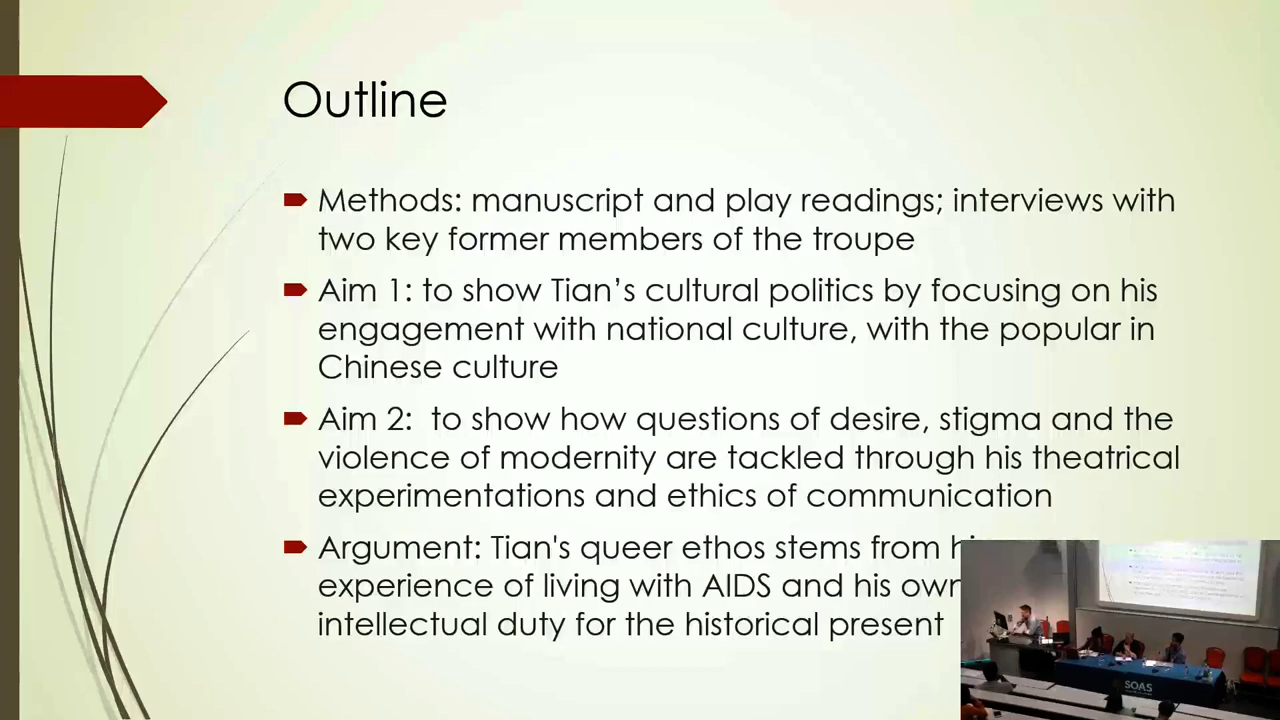 Outline
Methods: manuscript and play readings; interviews with
two key former members of the troupe
Aim 1: to show Tian’s cultural politics by focusing on his
engagement with national culture, with the popular in
Chinese culture
Aim 2:  to show how questions of desire, stigma and the
violence of modernity are tackled through his theatrical
experimentations and ethics of communication
Argument: Tian's queer ethos stems from
experience of living with AIDS and his own
intellectual duty for the historical present
SOAS